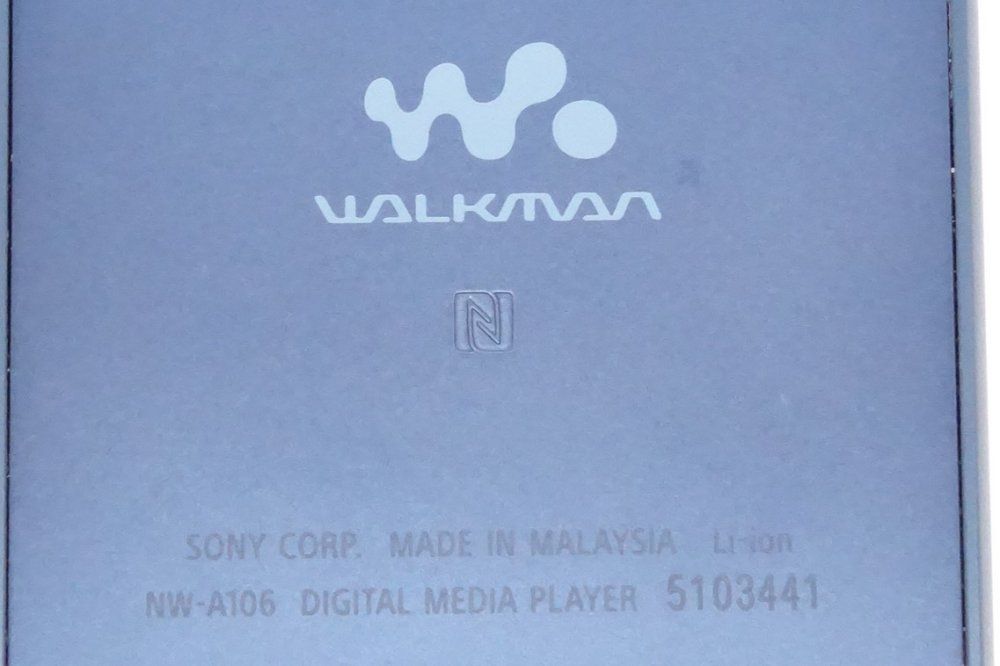 WALKMAN
SONY CORP. MADE IN MALAYSIA Li-ion
NW-A106 DIGITAL MEDIA PLAYER 5103441